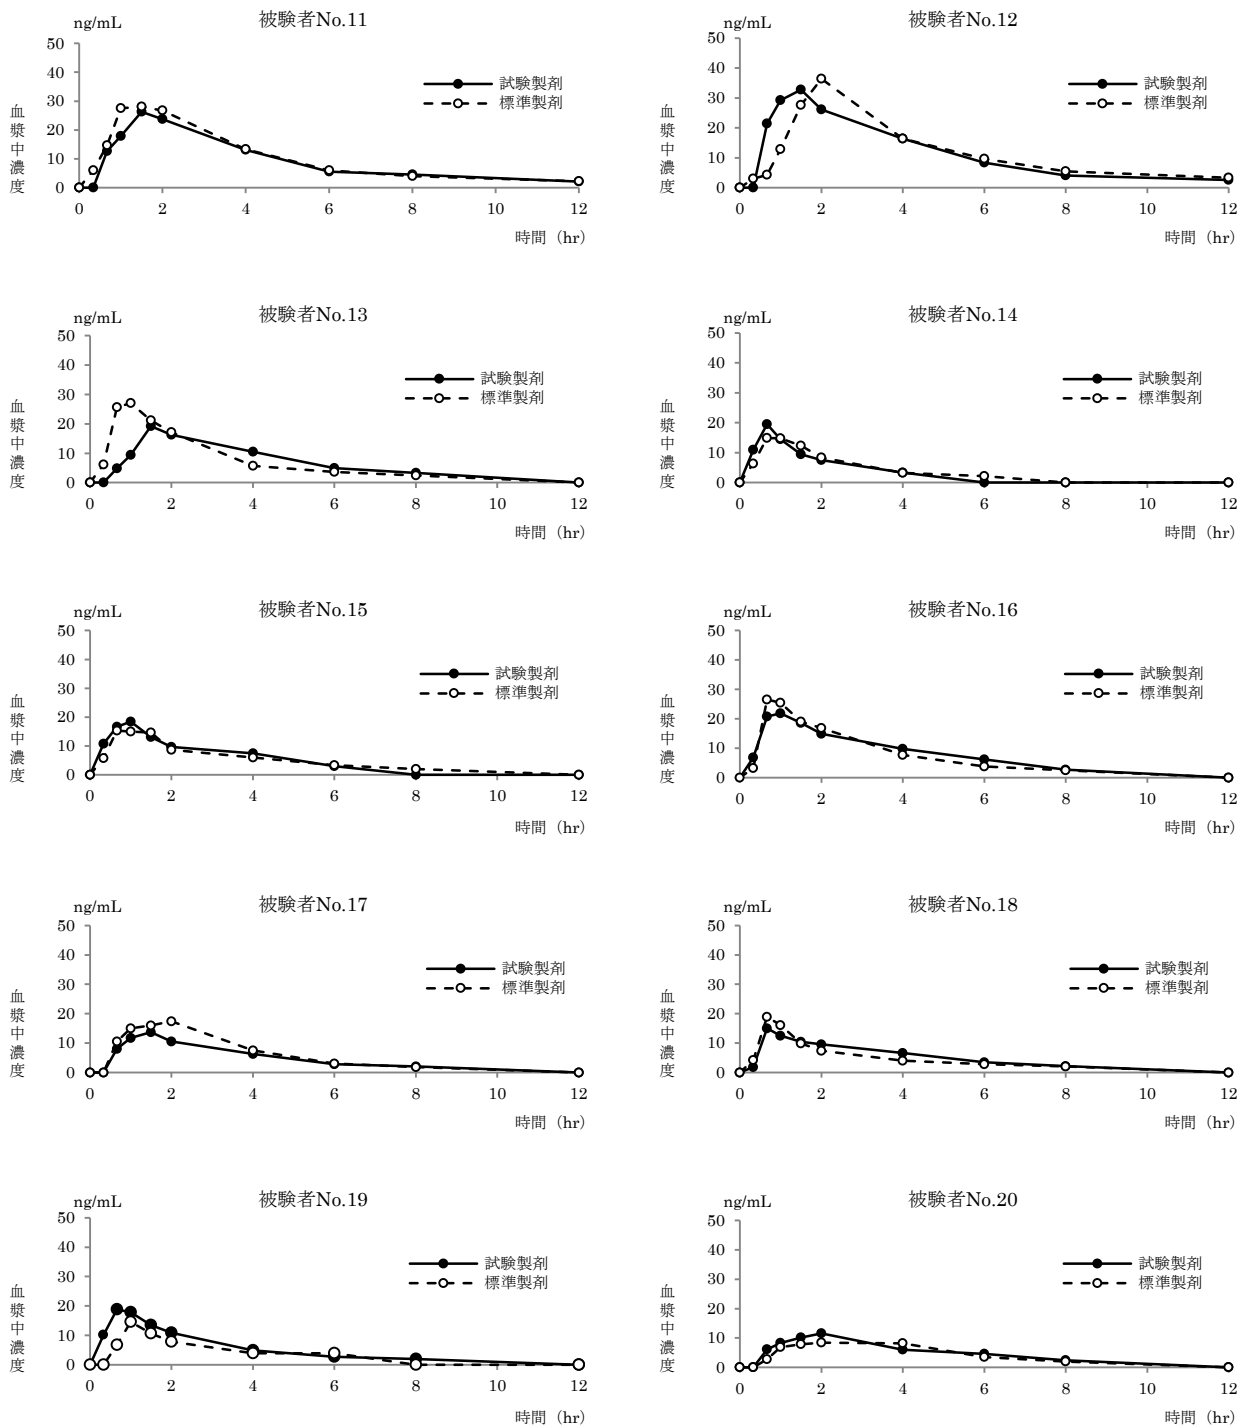 被験者No.11
ng/mL
50
40
30
20
10
0
血漿中濃度
試験製剤
標準製剤
0 2 4 6 8 10 12
時間 (hr)
被験者No.12
ng/mL
50
40
30
20
10
0
血漿中濃度
試験製剤
標準製剤
0 2 4 6 8 10 12
時間 (hr)
被験者No.13
ng/mL
50
40
30
20
10
0
血漿中濃度
試験製剤
標準製剤
0 2 4 6 8 10 12
時間 (hr)
被験者No.14
ng/mL
50
40
30
20
10
0
血漿中濃度
試験製剤
標準製剤
0 2 4 6 8 10 12
時間 (hr)
被験者No.15
ng/mL
50
40
30
20
10
0
血漿中濃度
試験製剤
標準製剤
0 2 4 6 8 10 12
時間 (hr)
被験者No.16
ng/mL
50
40
30
20
10
0
血漿中濃度
試験製剤
標準製剤
0 2 4 6 8 10 12
時間 (hr)
被験者No.17
ng/mL
50
40
30
20
10
0
血漿中濃度
試験製剤
標準製剤
0 2 4 6 8 10 12
時間 (hr)
被験者No.18
ng/mL
50
40
30
20
10
0
血漿中濃度
試験製剤
標準製剤
0 2 4 6 8 10 12
時間 (hr)
被験者No.19
ng/mL
50
40
30
20
10
0
血漿中濃度
試験製剤
標準製剤
0 2 4 6 8 10 12
時間 (hr)
被験者No.20
ng/mL
50
40
30
20
10
0
血漿中濃度
試験製剤
標準製剤
0 2 4 6 8 10 12
時間 (hr)